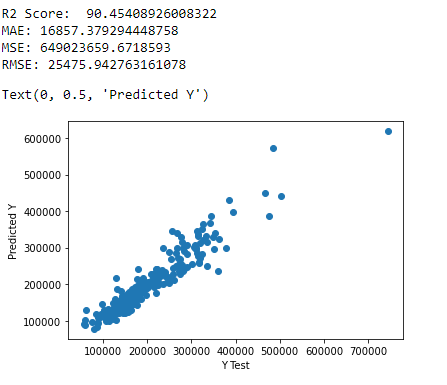 R2 Score:  90.45408926008322
MAE: 16857.379294448758
MSE: 649023659.6718593
RMSE: 25475.942763161078
Text(0, 0.5, 'Predicted Y')
600000
500000
400000
300000
200000
100000
Predicted Y
100000 200000 300000 400000 500000 600000 700000
Y Test